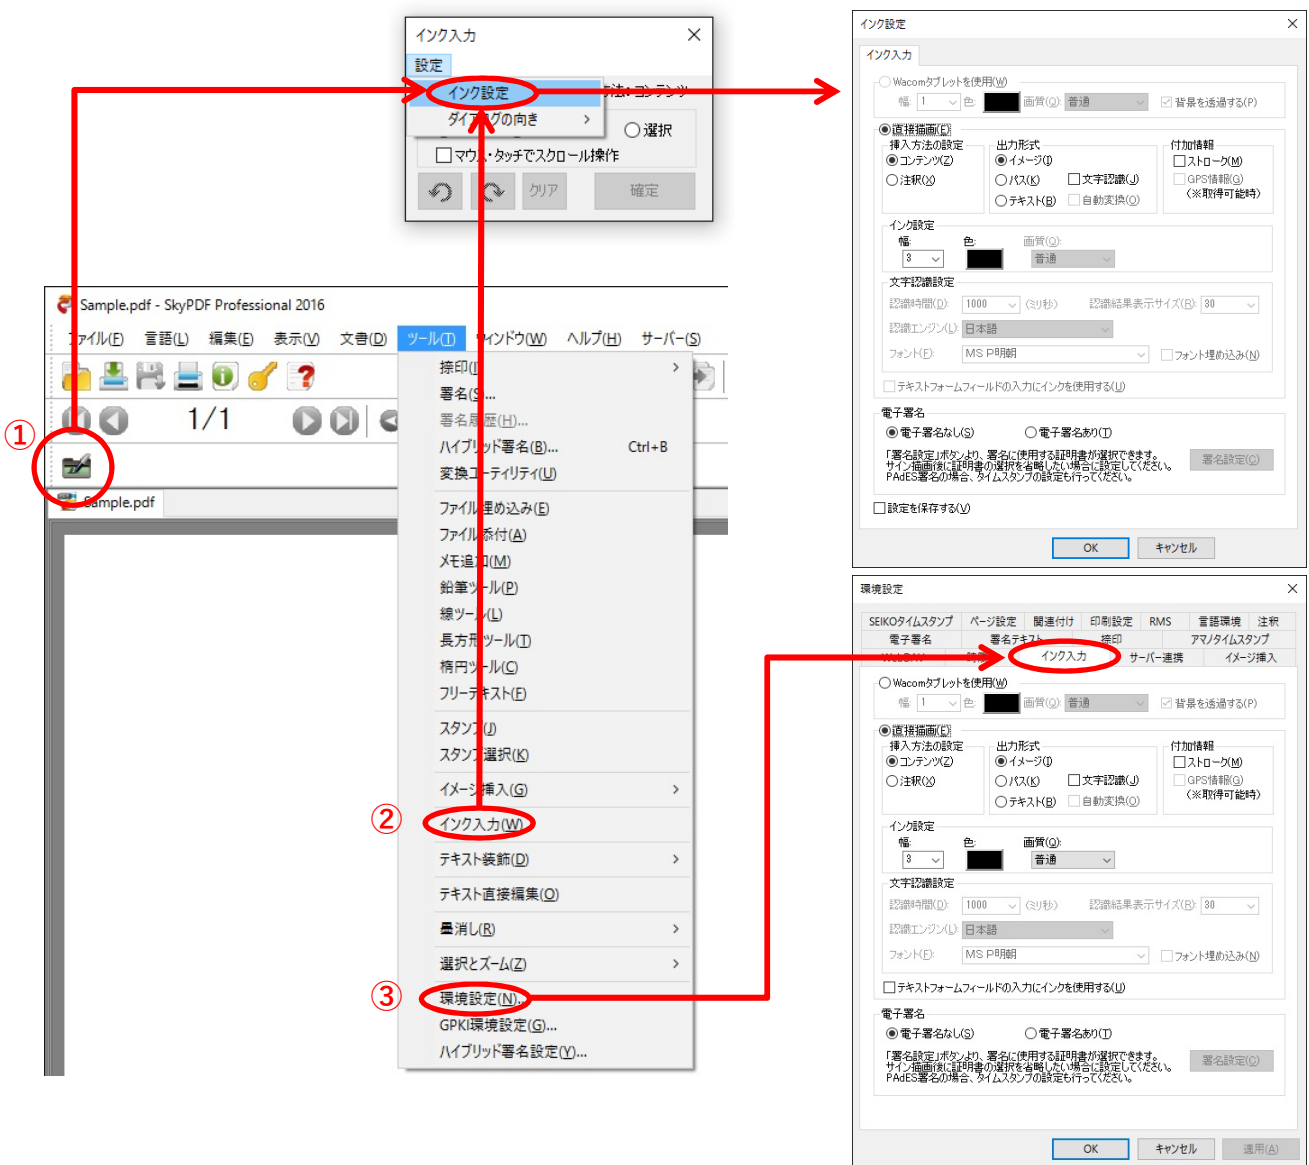 インク入力
設定
インク設定
方法：コンテンツ
ダイアログの向き
選択
マウス・タッチでスクロール操作
クリア
確定
Sample.pdf - SkyPDF Professional 2016
ファイル(F) 言語(L) 編集(E) 表示(V) 文書(D) ツール(T) ウィンドウ(W) ヘルプ(H) サーバー(S)
1/1
①
Sample.pdf
捺印(I)
署名(S)...
署名履歴(H)...
ハイブリッド署名(B)... Ctrl+B
変換ユーティリティ(U)
ファイル埋め込み(E)
ファイル添付(A)
メモ追加(M)
鉛筆ツール(P)
線ツール(L)
長方形ツール(T)
楕円ツール(C)
フリーテキスト(F)
スタンプ(J)
スタンプ選択(K)
イメージ挿入(G)
②
インク入力(W)
テキスト装飾(D)
テキスト直接編集(O)
墨消し(R)
選択とズーム(Z)
③
環境設定(N)...
GPKI環境設定(G)...
ハイブリッド署名設定(Y)...
インク設定
インク入力
Wacomタブレットを使用(W)
幅: 1 色: 画質(Q): 普通 背景を透過する(P)
直接描画(E)
挿入方法の設定 出力形式 付加情報
コンテンツ(Z) イメージ(I) ストローク(M)
注釈(X) パス(K) 文字認識(J) GPS情報(G)
(※取得可能時)
テキスト(B) 自動変換(O)
インク設定
幅: 色: 画質(Q):
3 普通
文字認識設定
認識時間(D): 1000 (ミリ秒) 認識結果表示サイズ(R): 30
認識エンジン(L): 日本語
フォント(F): MS P明朝 フォント埋め込み(N)
テキストフォームフィールドの入力にインクを使用する(U)
電子署名
電子署名なし(S) 電子署名あり(T)
「署名設定」ボタンより、署名に使用する証明書が選択できます。
サイン描画後に証明書の選択を省略したい場合に設定してください。
PAdES署名の場合、タイムスタンプの設定も行ってください。
署名設定(C)
設定を保存する(V)
OK キャンセル
環境設定
SEIKOタイムスタンプ ページ設定 関連付け 印刷設定 RMS 言語環境 注釈
電子署名 署名テキスト 捺印 アマノタイムスタンプ
WebDAV インク入力 サーバー連携 イメージ挿入
Wacomタブレットを使用(W)
幅: 1 色: 画質(Q): 普通 背景を透過する(P)
直接描画(E)
挿入方法の設定 出力形式 付加情報
コンテンツ(Z) イメージ(I) ストローク(M)
注釈(X) パス(K) 文字認識(J) GPS情報(G)
(※取得可能時)
テキスト(B) 自動変換(O)
インク設定
幅: 色: 画質(Q):
3 普通
文字認識設定
認識時間(D): 1000 (ミリ秒) 認識結果表示サイズ(R): 30
認識エンジン(L): 日本語
フォント(F): MS P明朝 フォント埋め込み(N)
テキストフォームフィールドの入力にインクを使用する(U)
電子署名
電子署名なし(S) 電子署名あり(T)
「署名設定」ボタンより、署名に使用する証明書が選択できます。
サイン描画後に証明書の選択を省略したい場合に設定してください。
PAdES署名の場合、タイムスタンプの設定も行ってください。
署名設定(C)
OK キャンセル 適用(A)